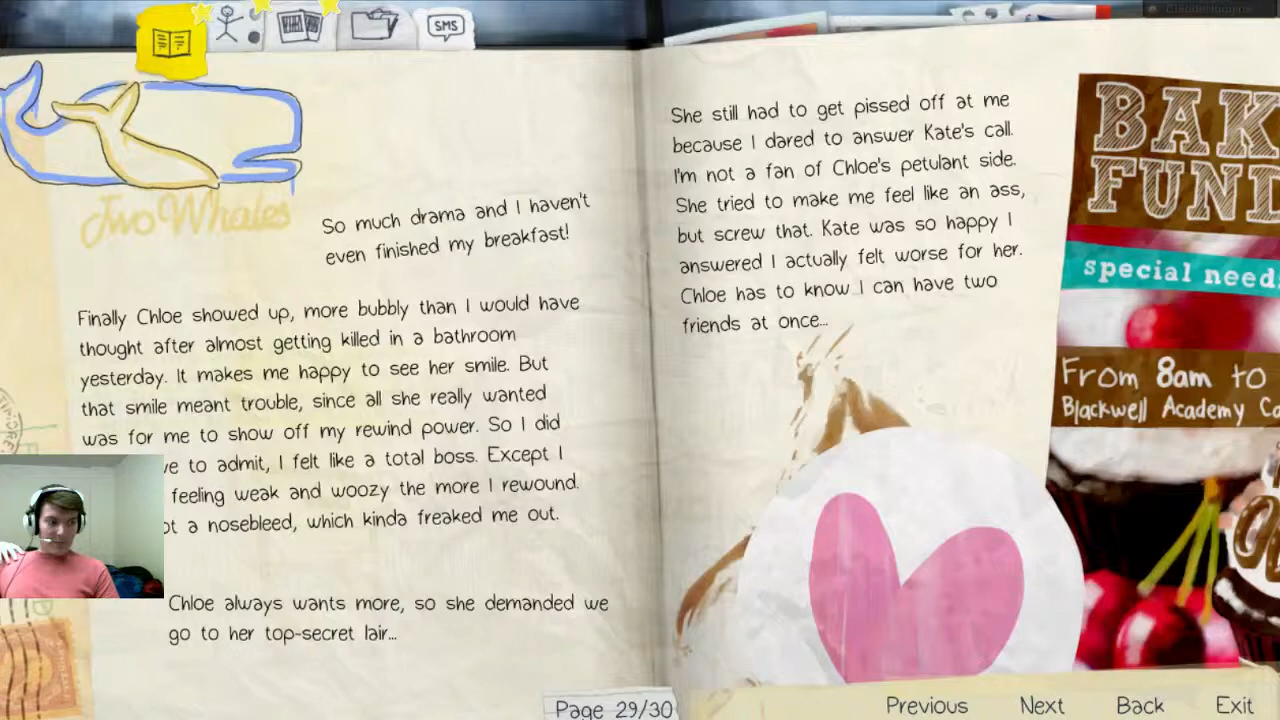 SMS
Two Whales
So much drama and I haven't
even finished my breakfast!
Finally Chloe showed up, more bubbly than I would have
thought after almost getting killed in a bathroom
yesterday. It makes me happy to see her smile. But
that smile meant trouble, since all she really wanted
was for me to show off my rewind power. So I did
to admit, I felt like a total boss. Except I
feeling weak and woozy the more I rewound.
a nosebleed, which kinda freaked me out.
Chloe always wants more, so she demanded we
go to her top-secret lair...
She still had to get pissed off at me
because I dared to answer Kate's call.
I'm not a fan of Chloe's petulant side.
She tried to make me feel like an ass,
but screw that. Kate was so happy I
answered I actually felt worse for her.
Chloe has to know I can have two
friends at once...
BAK
FUND
special need
From 8am to
Blackwell Academy Ca
Page 29/30
Previous
Next
Back
Exit